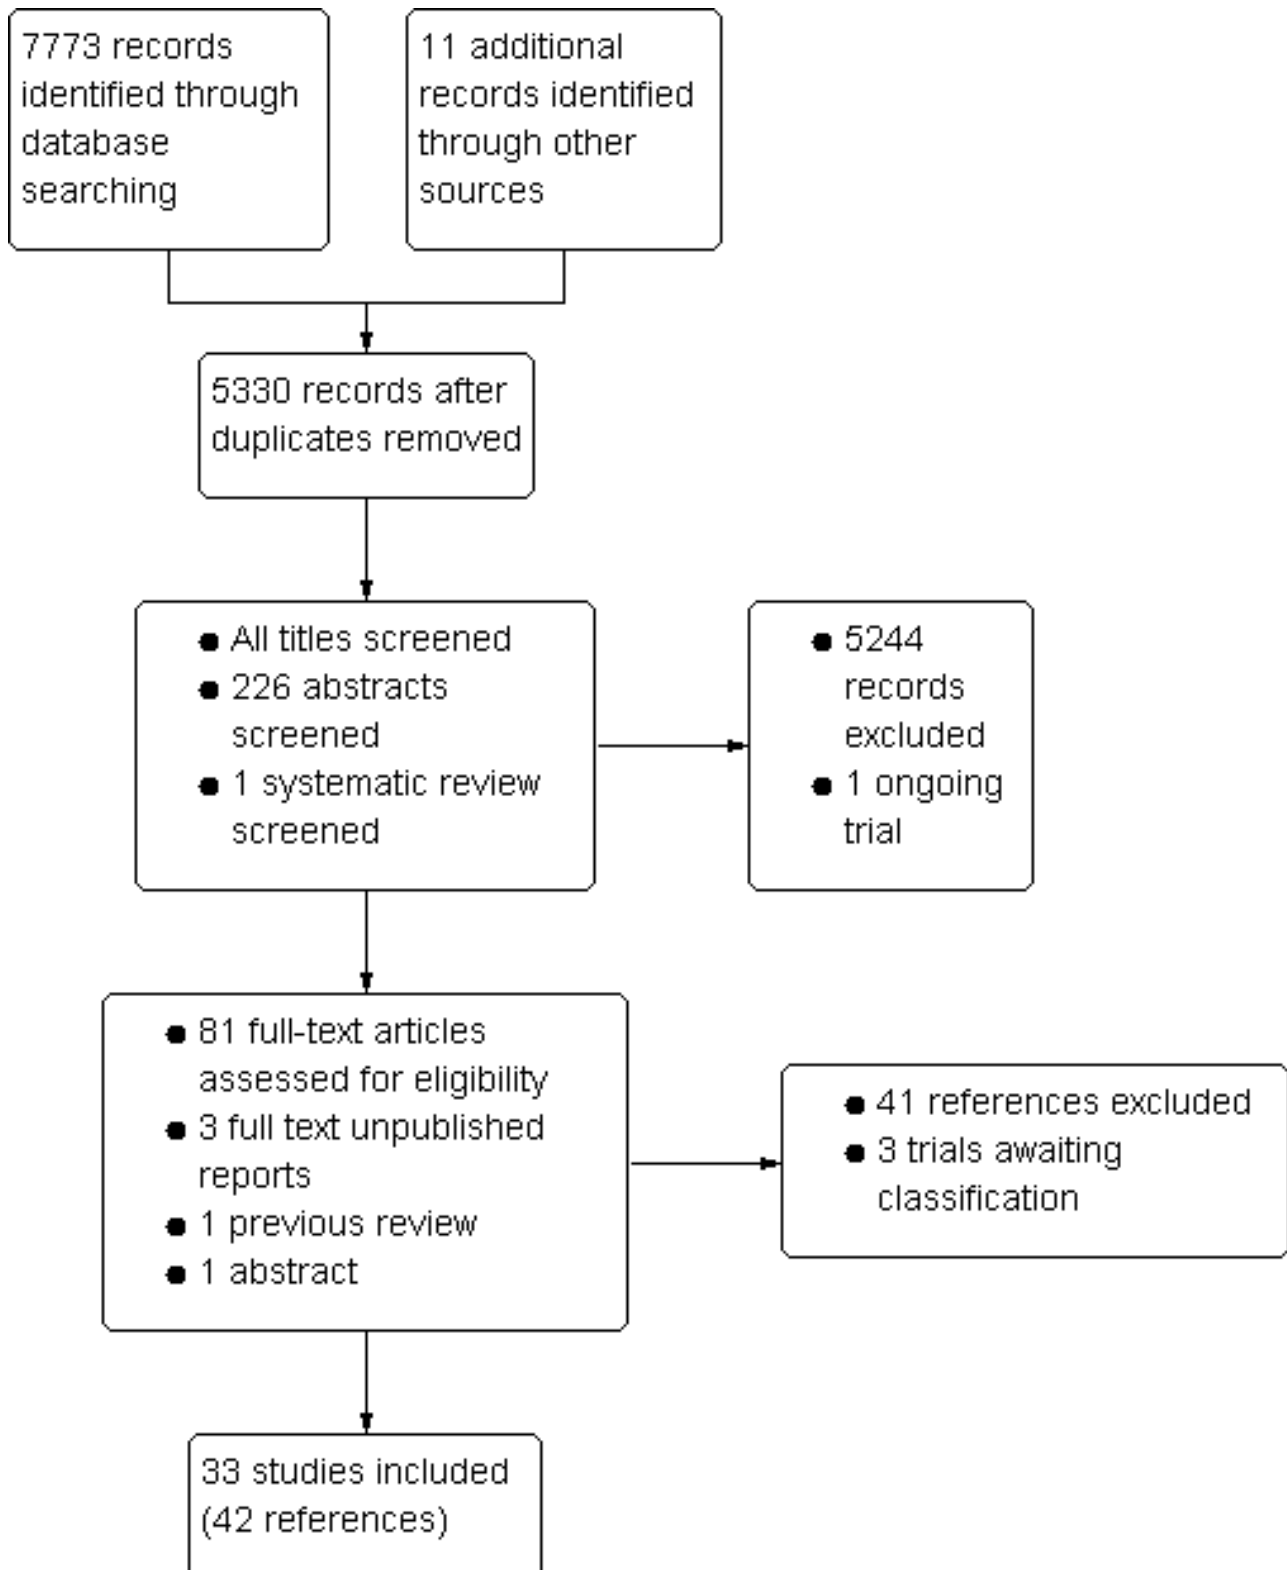 7773 records
identified through
database
searching
11 additional
records identified
through other
sources
5330 records after
duplicates removed
● All titles screened
● 226 abstracts
screened
● 1 systematic review
screened
● 5244
records
excluded
● 1 ongoing
trial
● 81 full-text articles
assessed for eligibility
● 3 full text unpublished
reports
● 1 previous review
● 1 abstract
● 41 references excluded
● 3 trials awaiting
classification
33 studies included
(42 references)